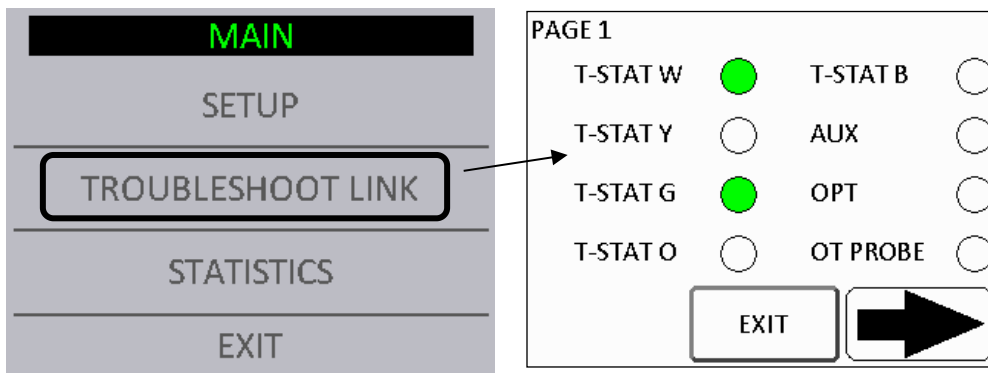 MAIN
SETUP
TROUBLESHOOT LINK
STATISTICS
EXIT
PAGE 1
T-STAT W T-STAT B
T-STAT Y AUX
T-STAT G OPT
T-STAT O OT PROBE
EXIT